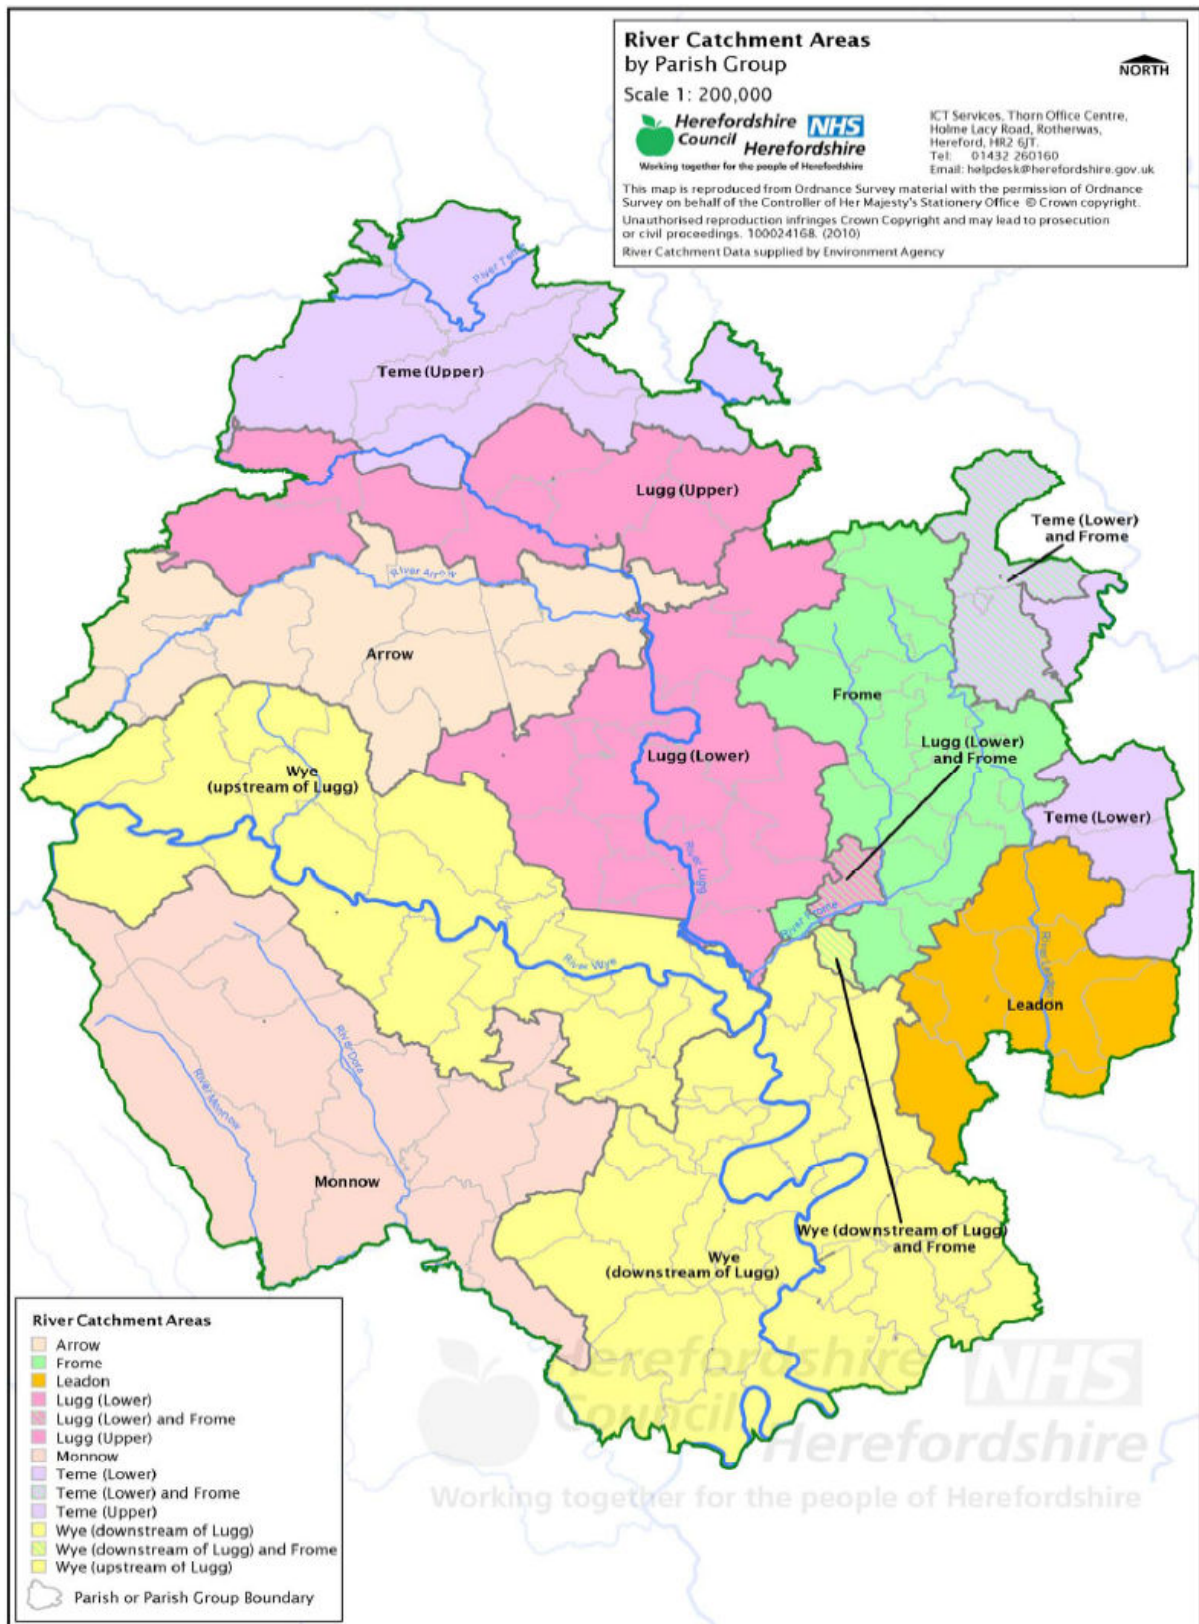 River Catchment Areas
by Parish Group
Scale 1: 200,000
NORTH
Herefordshire
Council
NHS
Herefordshire
Working together for the people of Herefordshire
ICT Services, Thorn Office Centre,
Holme Lacy Road, Rotherwas,
Hereford, HR2 6JT.
Tel: 01432 260160
Email: helpdesk@herefordshire.gov.uk
This map is reproduced from Ordnance Survey material with the permission of Ordnance
Survey on behalf of the Controller of Her Majesty's Stationery Office © Crown copyright.
Unauthorised reproduction infringes Crown Copyright and may lead to prosecution
or civil proceedings. 100024168. (2010)
River Catchment Data supplied by Environment Agency
River Teme
Teme (Upper)
Lugg (Upper)
Teme (Lower)
and Frome
River Arrow
Arrow
Frome
Lugg (Lower)
and Frome
Lugg (Lower)
Wye
(upstream of Lugg)
Teme (Lower)
River Lugg
River Frome
River Wye
River Leadon
Leadon
River Dore
River Monnow
Monnow
Wye (downstream of Lugg)
and Frome
Wye
(downstream of Lugg)
River Catchment Areas
Arrow
Frome
Leadon
Lugg (Lower)
Lugg (Lower) and Frome
Lugg (Upper)
Monnow
Teme (Lower)
Teme (Lower) and Frome
Teme (Upper)
Wye (downstream of Lugg)
Wye (downstream of Lugg) and Frome
Wye (upstream of Lugg)
Parish or Parish Group Boundary
Herefordshire
Council
NHS
Herefordshire
Working together for the people of Herefordshire